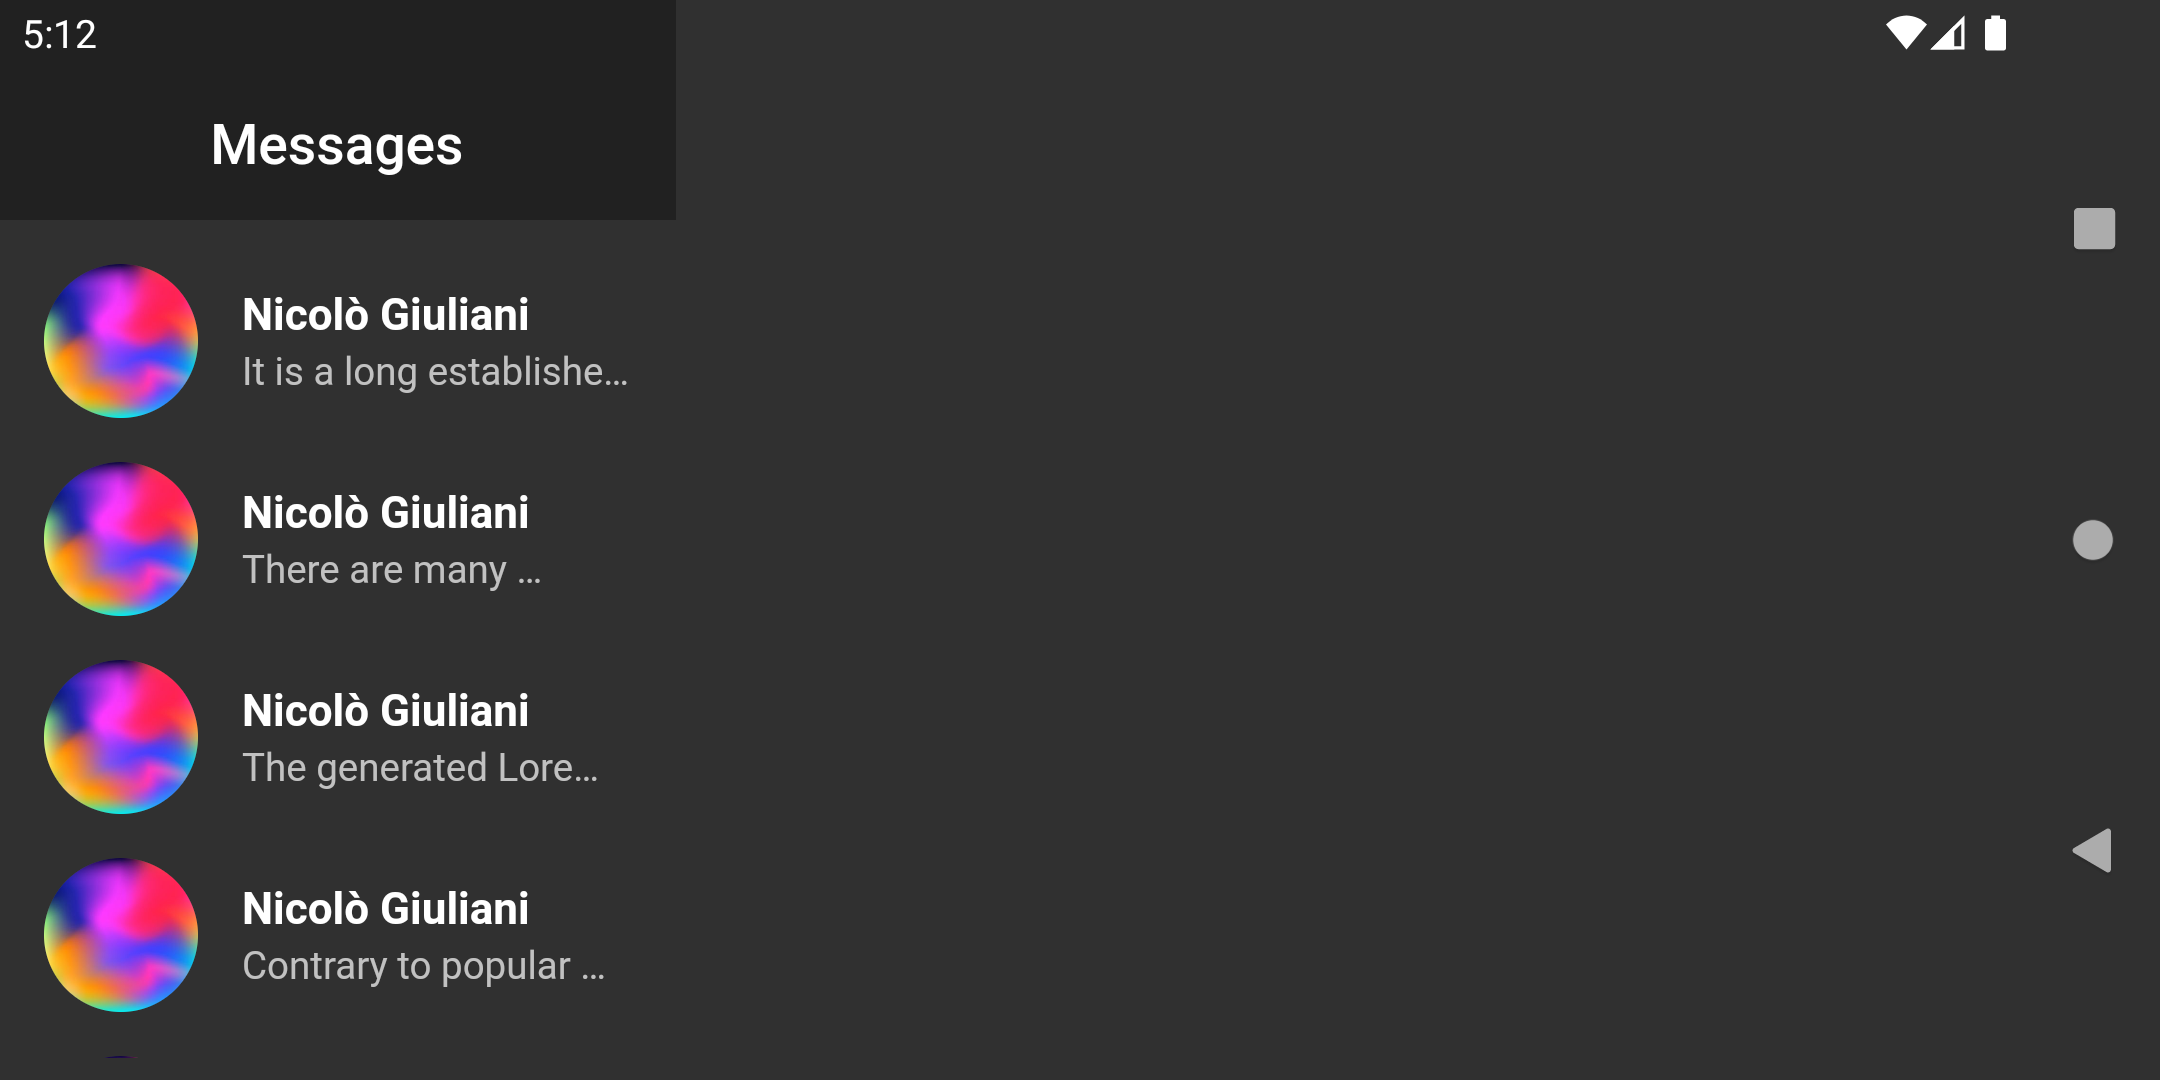 5:12
Messages
Nicolò Giuliani
It is a long establishe...
Nicolò Giuliani
There are many ...
Nicolò Giuliani
The generated Lore...
Nicolò Giuliani
Contrary to popular ...